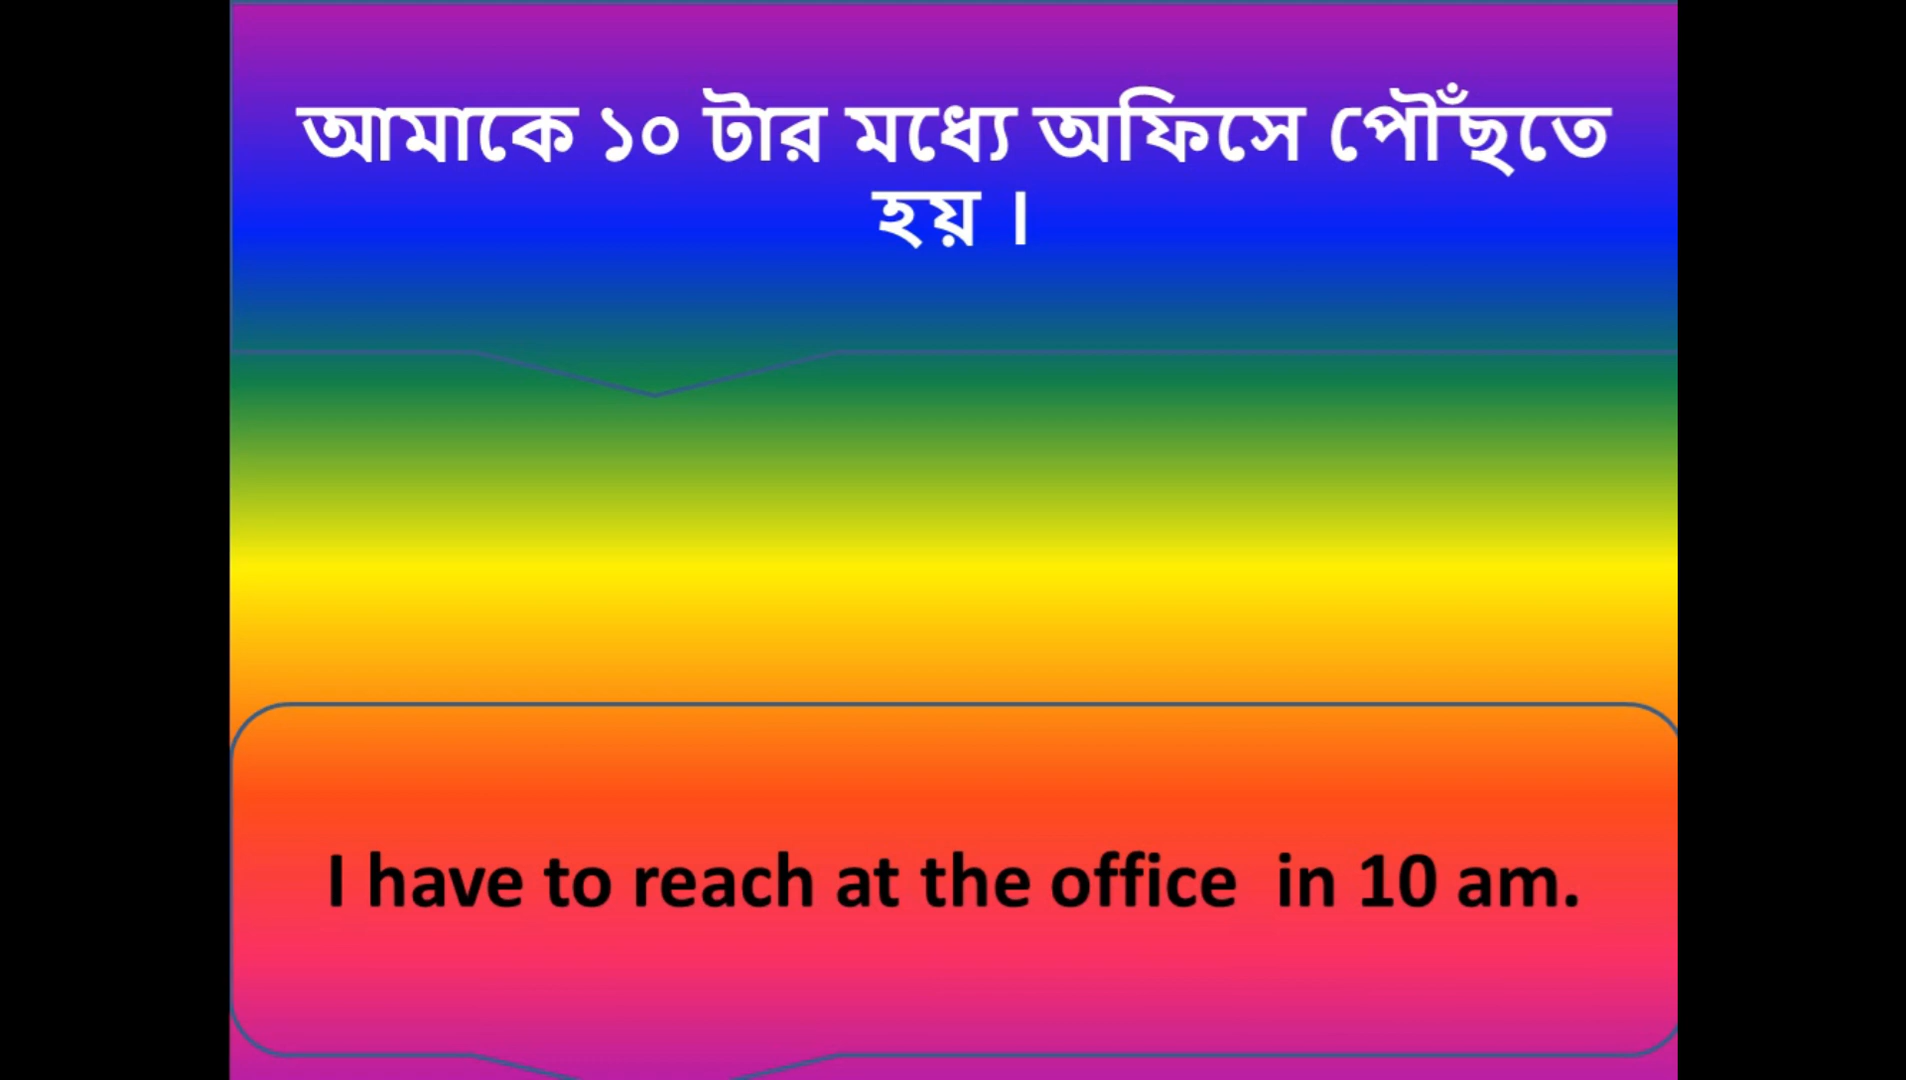 আমাকে ১০ টার মধ্যে অফিসে পৌঁছতে
হয় ।
I have to reach at the office  in 10 am.